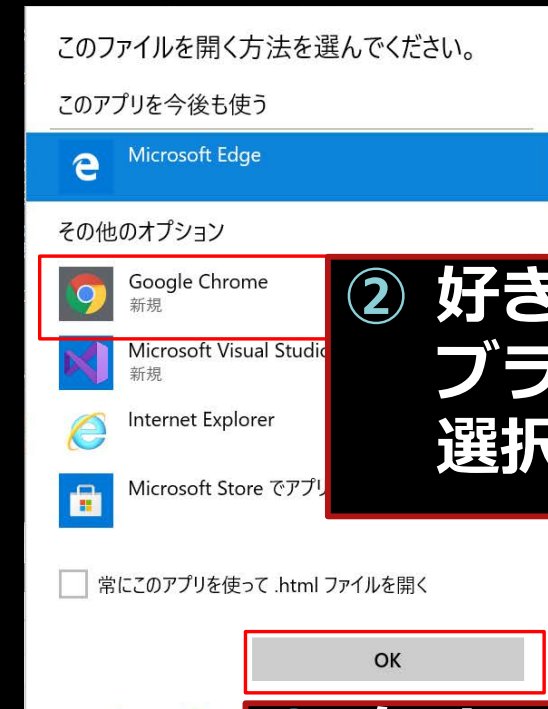 このファイルを開く方法を選んでください。
このアプリを今後も使う
Microsoft Edge
その他のオプション
Google Chrome
新規
② 好き
ブラ
選択
Microsoft Visual Studio
新規
Internet Explorer
Microsoft Store でアプリ
常にこのアプリを使って .html ファイルを開く
OK